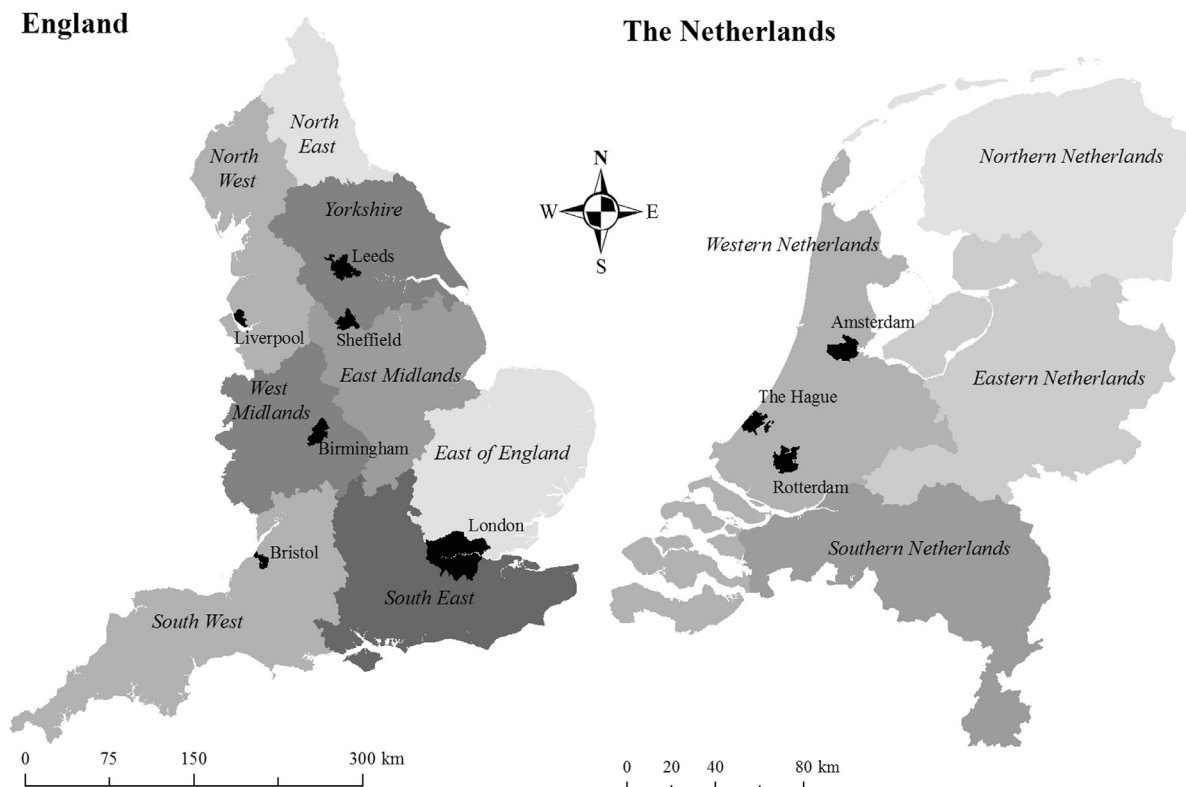 England
The Netherlands
North
East
North
West
Yorkshire
Leeds
Liverpool
Sheffield
East Midlands
West
Midlands
Birmingham
East of England
London
Bristol
South East
South West
0 75 150 300 km
N
W E
S
Northern Netherlands
Western Netherlands
Amsterdam
Eastern Netherlands
The Hague
Rotterdam
Southern Netherlands
0 20 40 80 km